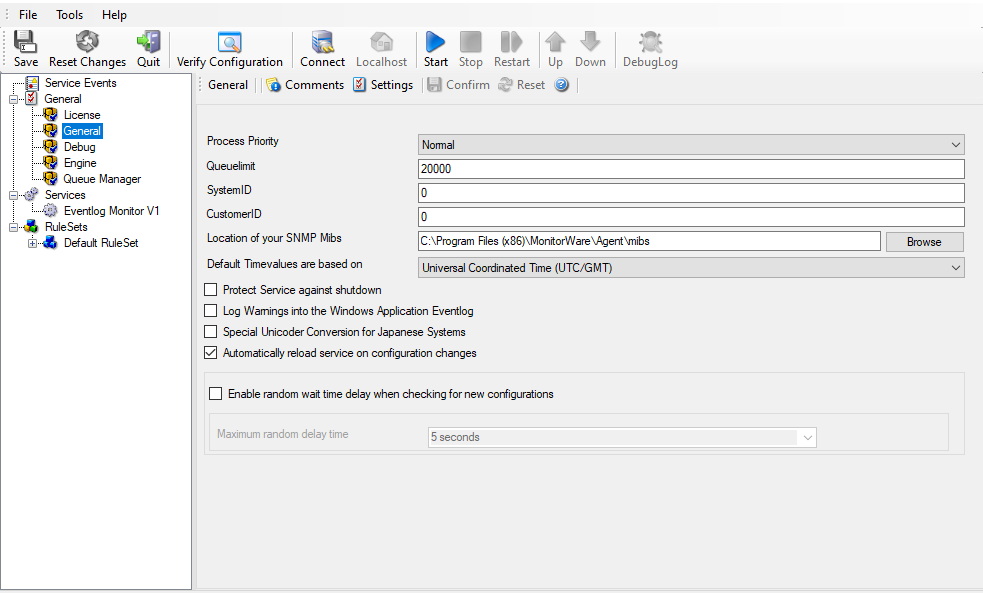 File Tools Help
Save Reset Changes Quit Verify Configuration Connect Localhost Start Stop Restart Up Down DebugLog
Service Events
General
License
General
Debug
Engine
Queue Manager
Services
Eventlog Monitor V1
RuleSets
Default RuleSet
General Comments Settings Confirm Reset ?
Process Priority Normal
Queuelimit 20000
SystemID 0
CustomerID 0
Location of your SNMP Mibs C:\Program Files (x86)\MonitorWare\Agent\mibs Browse
Default Timevalues are based on Universal Coordinated Time (UTC/GMT)
Protect Service against shutdown
Log Warnings into the Windows Application Eventlog
Special Unicoder Conversion for Japanese Systems
Automatically reload service on configuration changes
Enable random wait time delay when checking for new configurations
Maximum random delay time 5 seconds